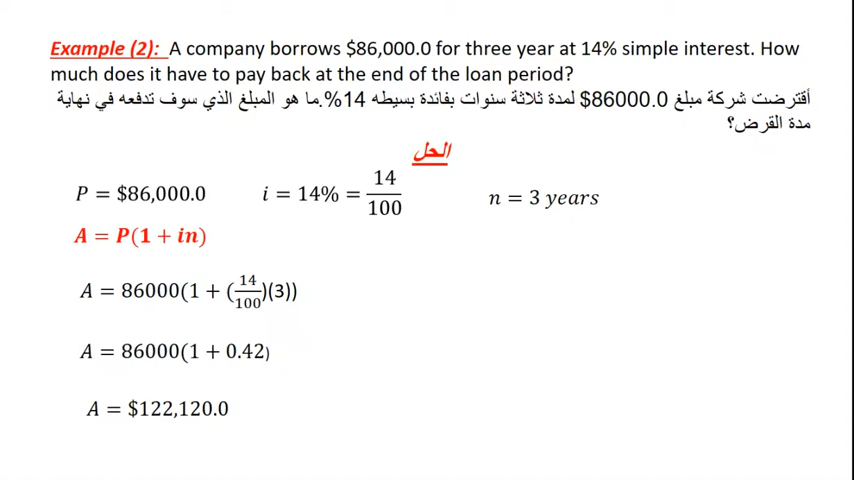 Example (2): A company borrows $86,000.0 for three year at 14% simple interest. How
much does it have to pay back at the end of the loan period?
أقترضت شركة مبلغ 86000.0$ لمدة ثلاثة سنوات بفائدة بسيطه 14%.ما هو المبلغ الذي سوف تدفعه في نهاية
مدة القرض؟
الحل
P = $86,000.0 i = 14% = 14/100 n = 3 years
A = P(1 + in)
A = 86000(1 + (14/100)(3))
A = 86000(1 + 0.42)
A = $122,120.0